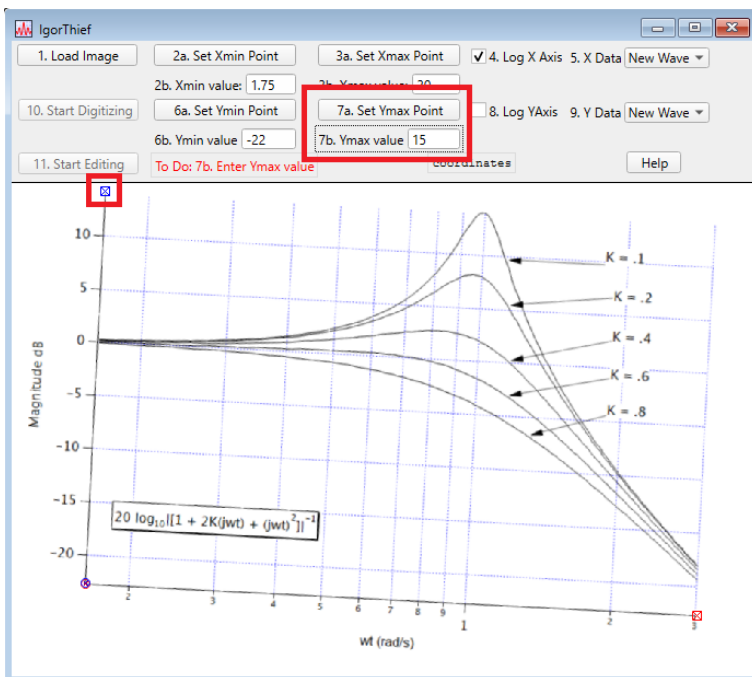 IgorThief
1. Load Image 2a. Set Xmin Point 3a. Set Xmax Point 4. Log X Axis 5. X Data New Wave
2b. Xmin value: 1.75
10. Start Digitizing 6a. Set Ymin Point 7a. Set Ymax Point 8. Log YAxis 9. Y Data New Wave
6b. Ymin value -22 7b. Ymax value 15
11. Start Editing To Do: 7b. Enter Ymax value coordinates Help
10
5
0
-5
-10
-15
-20
Magnitude dB
K = .1
K = .2
K = .4
K = .6
K = .8
20 log₁₀|[1 + 2K(jwt) + (jwt)²]|⁻¹
2 3 4 5 6 7 8 9 1 2 3
wt (rad/s)